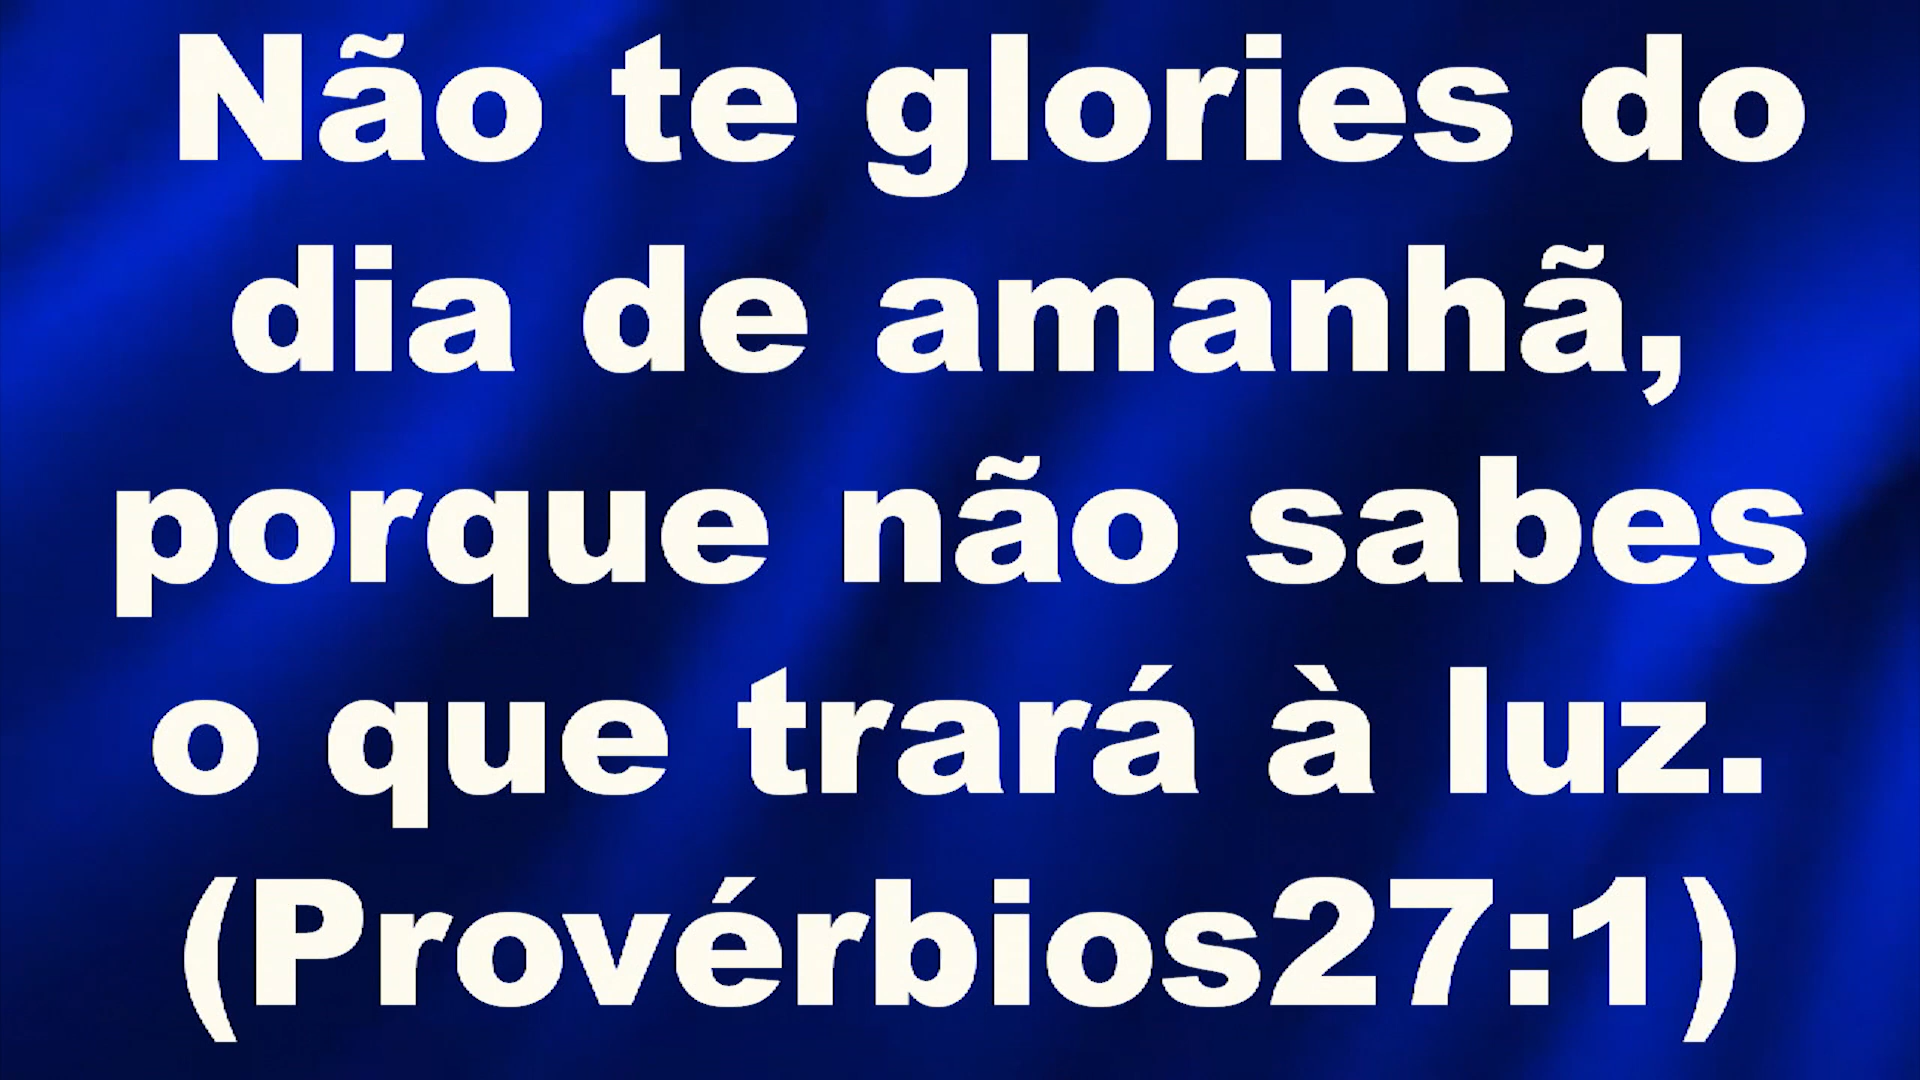 Não te glories do
dia de amanhã,
porque não sabes
o que trará à luz.
(Provérbios27:1)